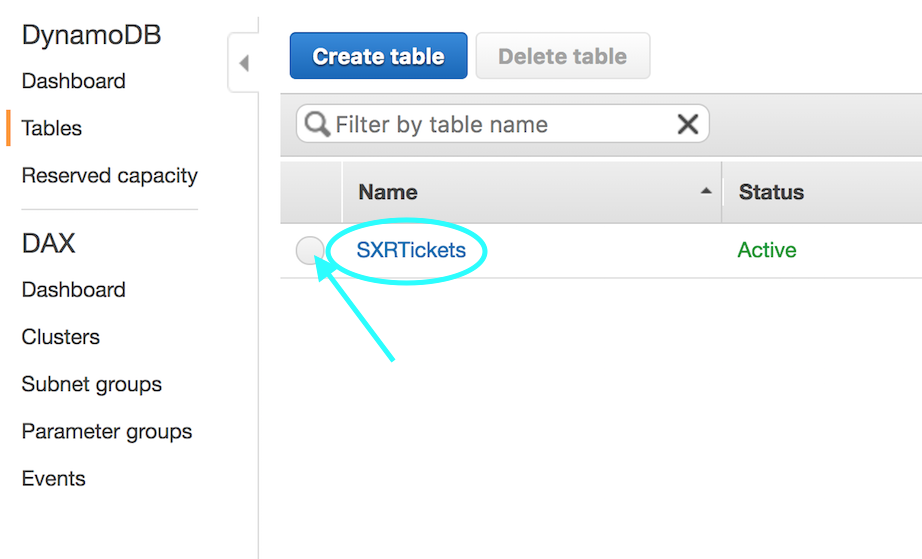 DynamoDB
Dashboard
Tables
Reserved capacity
DAX
Dashboard
Clusters
Subnet groups
Parameter groups
Events
Create table
Delete table
Filter by table name
Name
Status
SXRTickets
Active